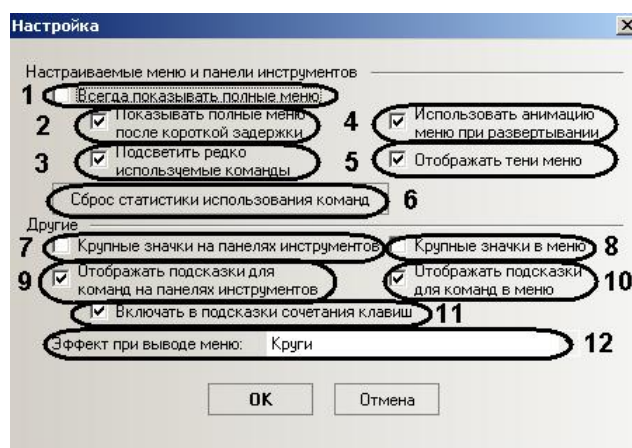 Настройка
Настраиваемые меню и панели инструментов
1 Всегда показывать полные меню
2 Показывать полные меню
после короткой задержки
4 Использовать анимацию
меню при развертывании
3 Подсветить редко
используемые команды
5 Отображать тени меню
Сброс статистики использования команд 6
Другие
7 Крупные значки на панелях инструментов
Крупные значки в меню 8
9 Отображать подсказки для
команд на панелях инструментов
Отображать подсказки
для команд в меню 10
Включать в подсказки сочетания клавиш 11
Эффект при выводе меню: Круги 12
OK Отмена